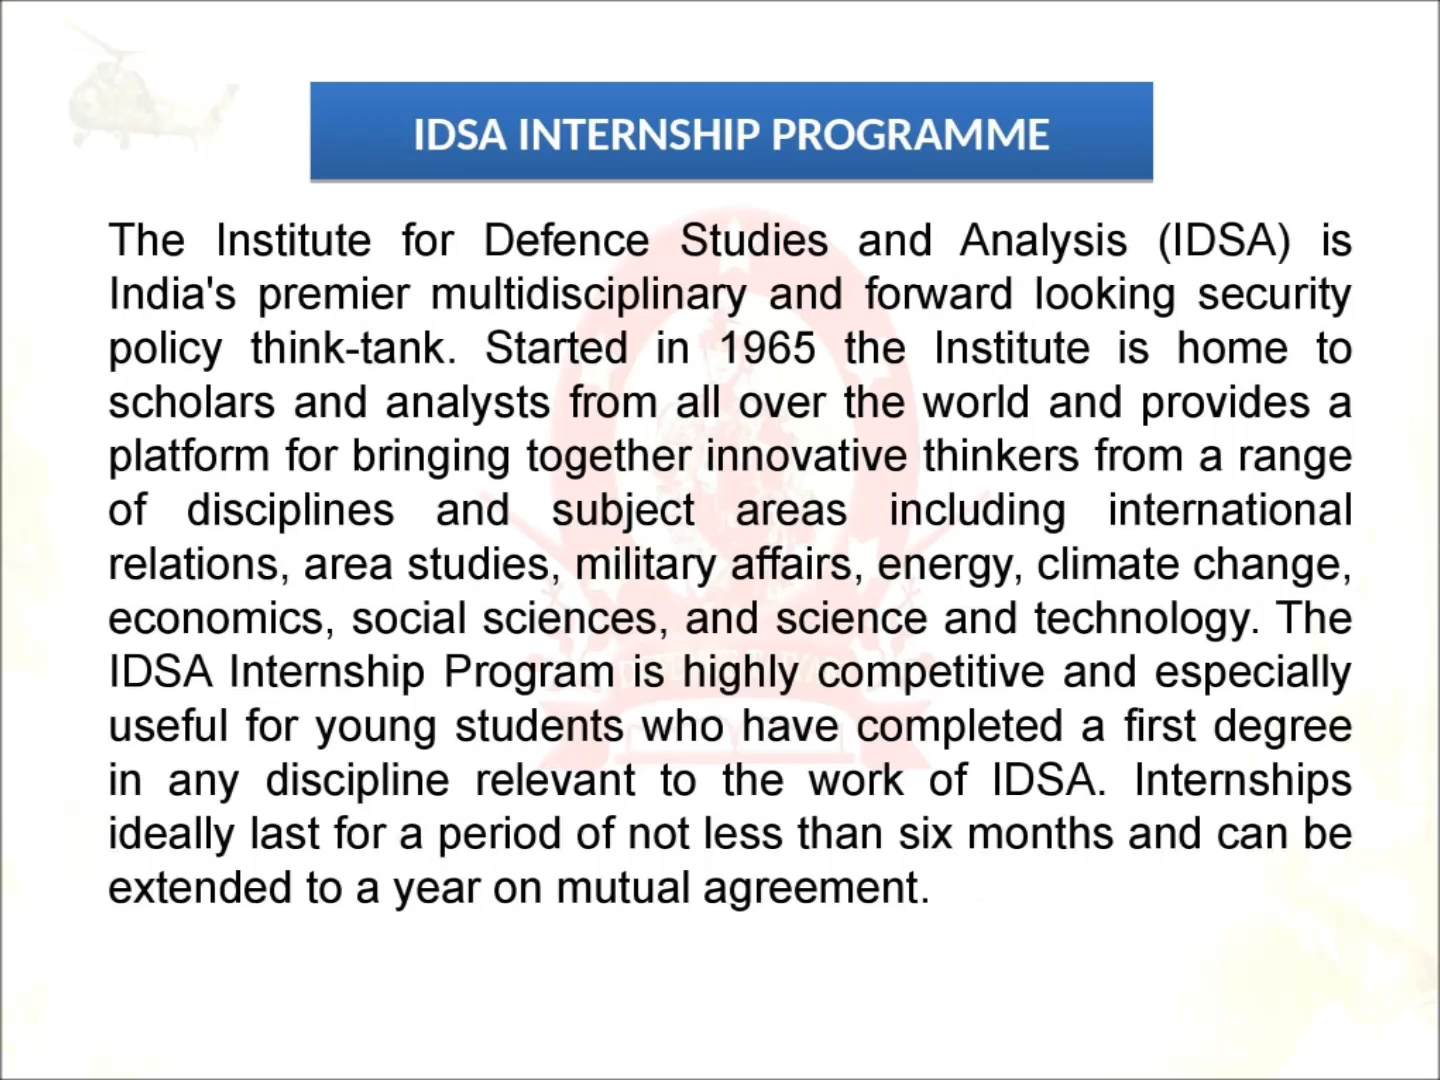 IDSA INTERNSHIP PROGRAMME
The Institute for Defence Studies and Analysis (IDSA) is
India's premier multidisciplinary and forward looking security
policy think-tank. Started in 1965 the Institute is home to
scholars and analysts from all over the world and provides a
platform for bringing together innovative thinkers from a range
of disciplines and subject areas including international
relations, area studies, military affairs, energy, climate change,
economics, social sciences, and science and technology. The
IDSA Internship Program is highly competitive and especially
useful for young students who have completed a first degree
in any discipline relevant to the work of IDSA. Internships
ideally last for a period of not less than six months and can be
extended to a year on mutual agreement.